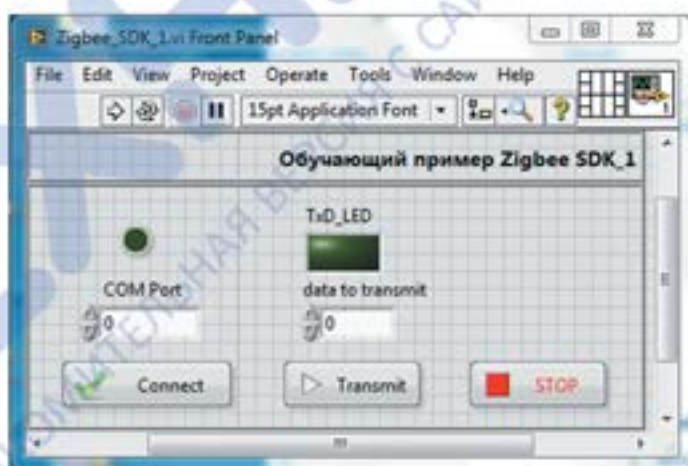 Zigbee_SDK_1.vi Front Panel
File Edit View Project Operate Tools Window Help
15pt Application Font
1
Обучающий пример Zigbee SDK_1
TxD_LED
COM Port
data to transmit
0
0
Connect
Transmit
STOP